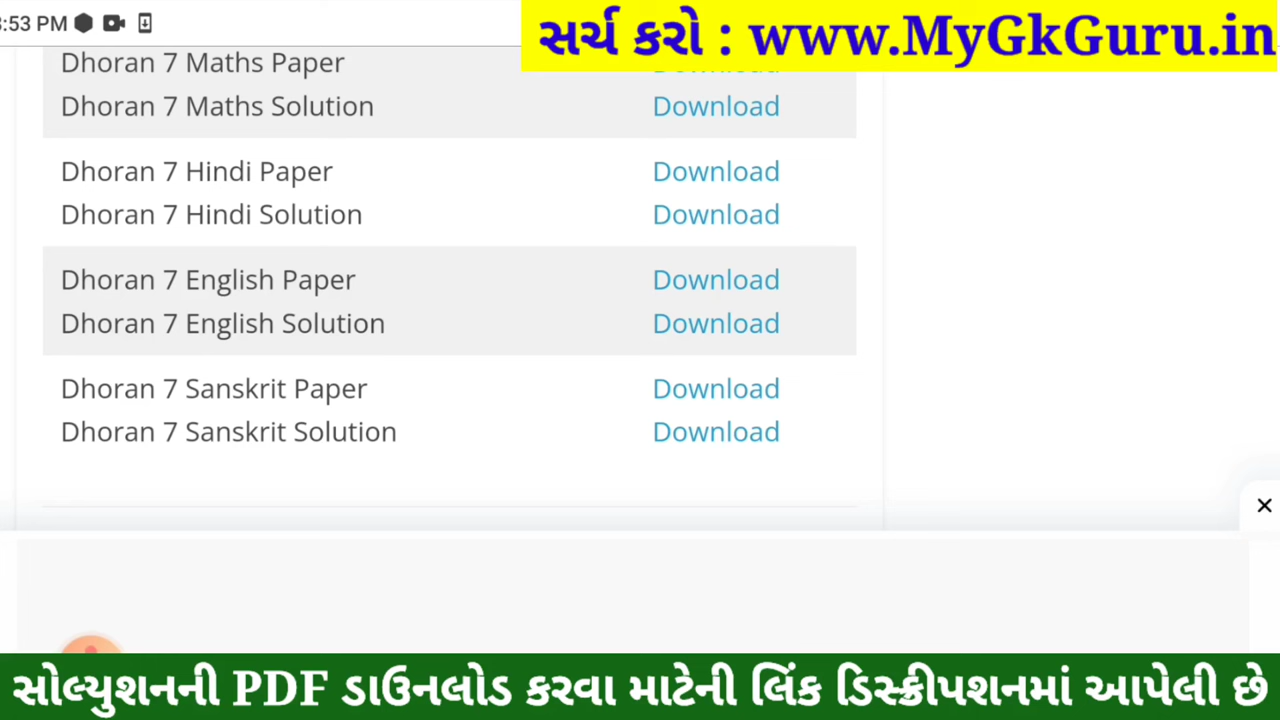 :53 PM
સર્ચ કરો : www.MyGkGuru.in
Dhoran 7 Maths Paper
Dhoran 7 Maths Solution Download
Dhoran 7 Hindi Paper Download
Dhoran 7 Hindi Solution Download
Dhoran 7 English Paper Download
Dhoran 7 English Solution Download
Dhoran 7 Sanskrit Paper Download
Dhoran 7 Sanskrit Solution Download
સોલ્યુશનની PDF ડાઉનલોડ કરવા માટેની લિંક ડિસ્ક્રીપશનમાં આપેલી છે